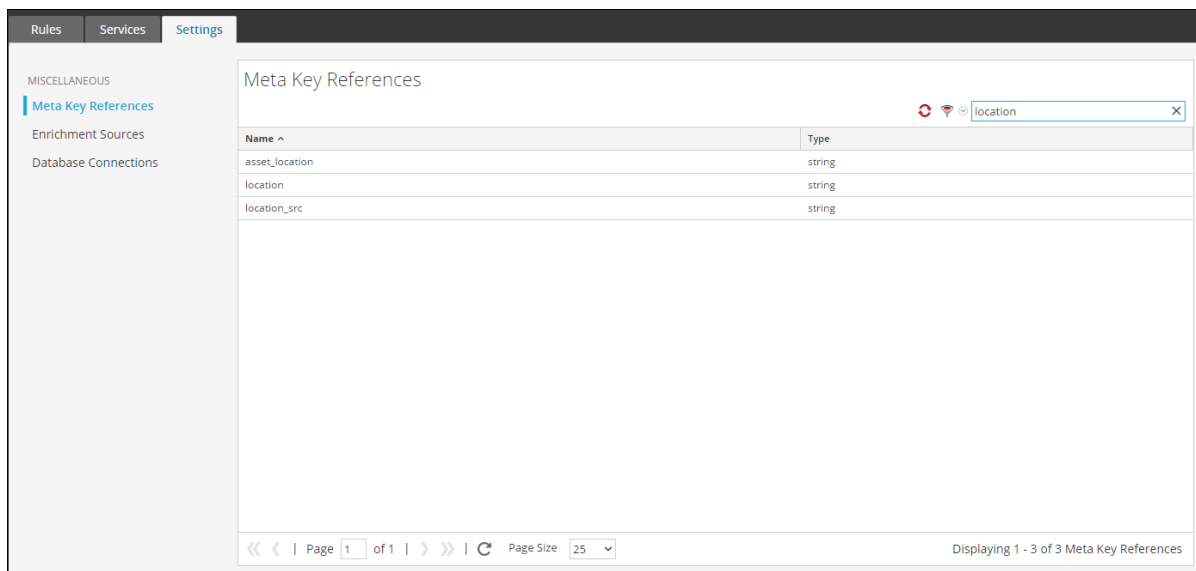 Rules Services Settings
MISCELLANEOUS
Meta Key References
Enrichment Sources
Database Connections
Meta Key References
location
Name Type
asset_location string
location string
location_src string
Page 1 of 1 Page Size 25 Displaying 1 - 3 of 3 Meta Key References